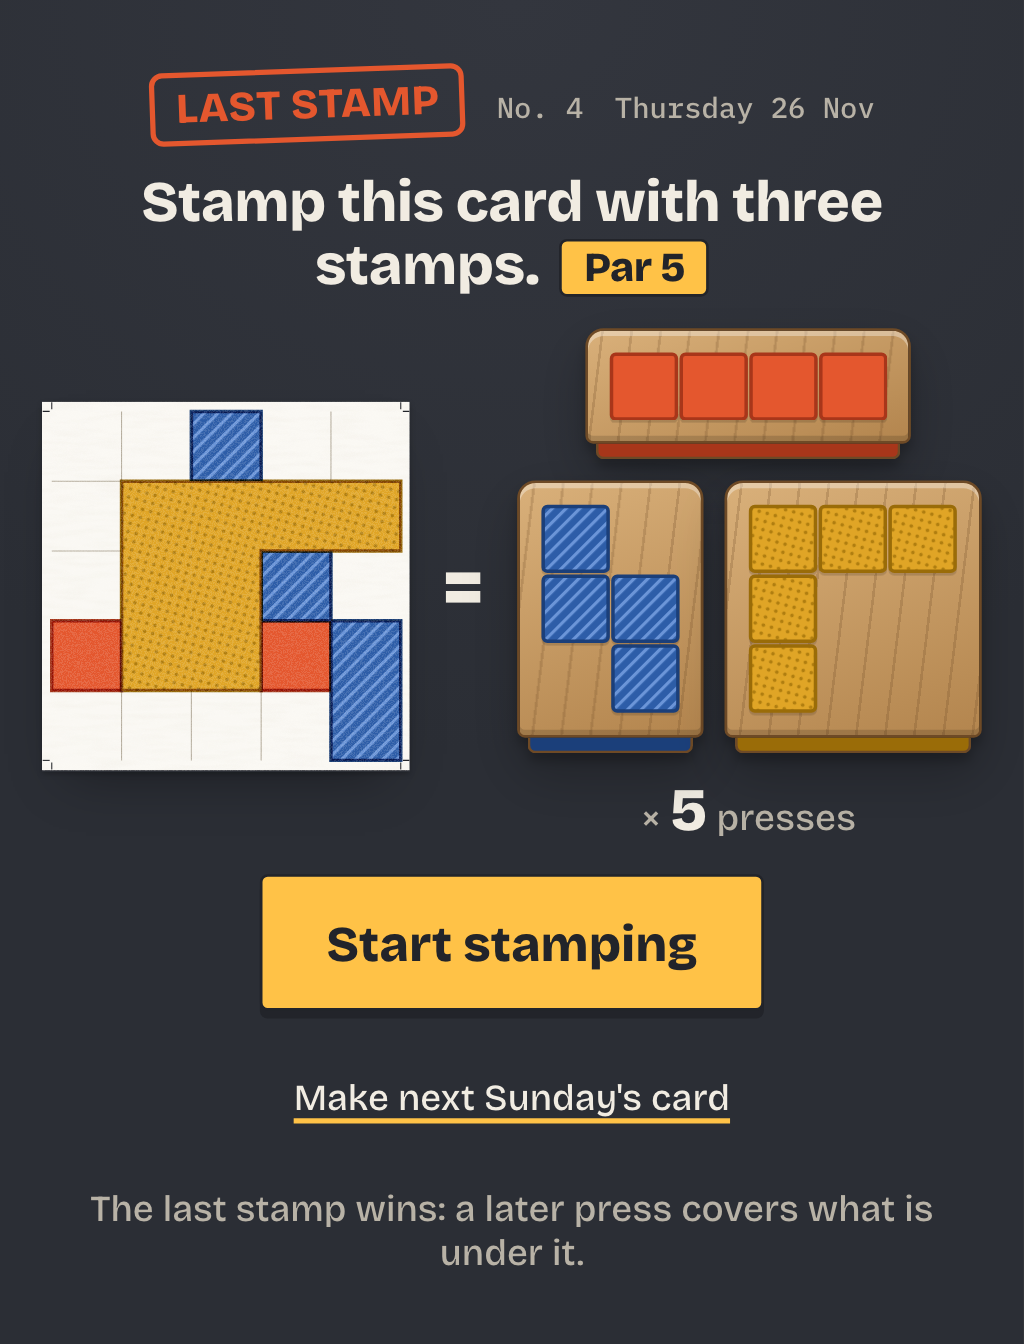 LAST STAMP No. 4 Thursday 26 Nov
Stamp this card with three
stamps. Par 5
=
× 5 presses
Start stamping
Make next Sunday's card
The last stamp wins: a later press covers what is
under it.